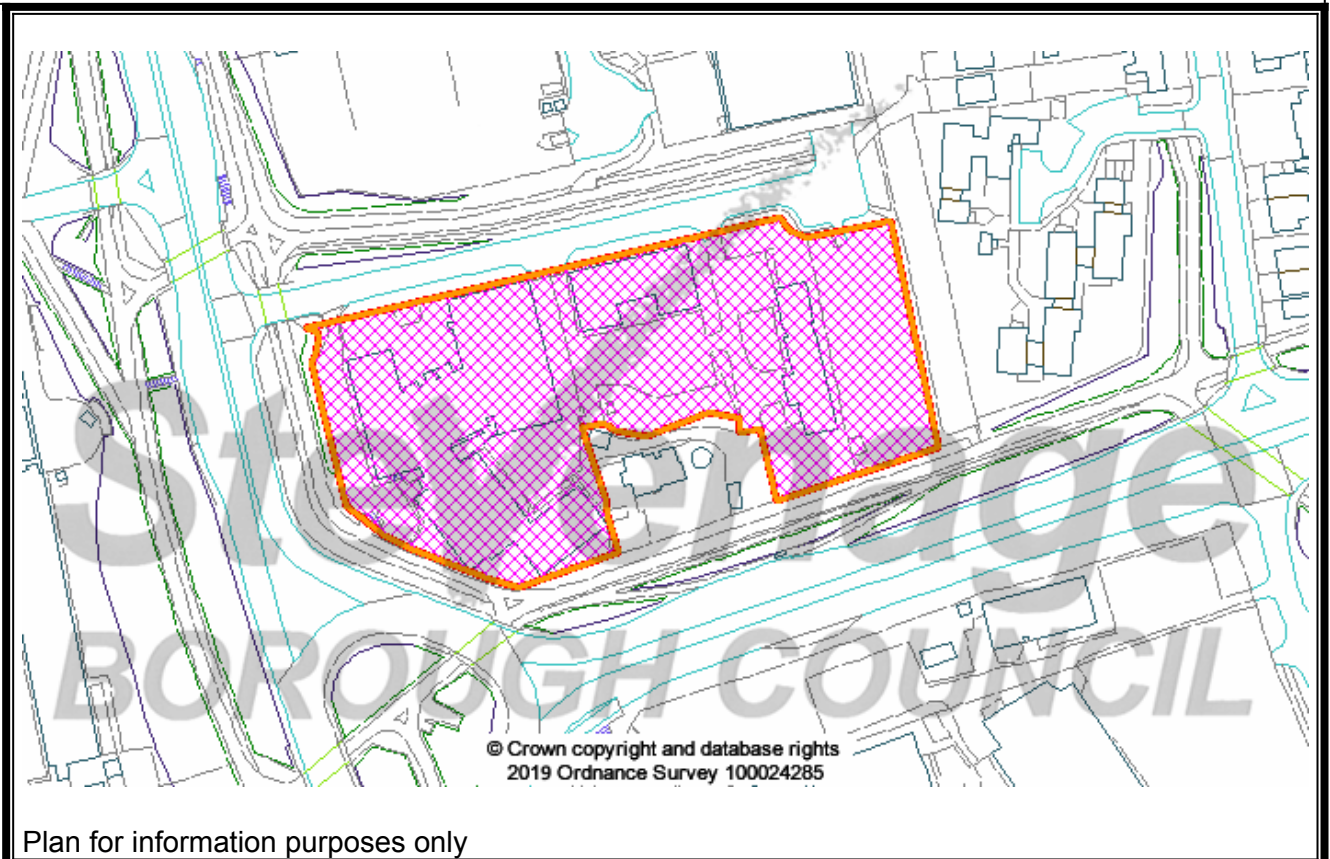 Stevenage
BOROUGH COUNCIL
© Crown copyright and database rights
2019 Ordnance Survey 100024285
Plan for information purposes only